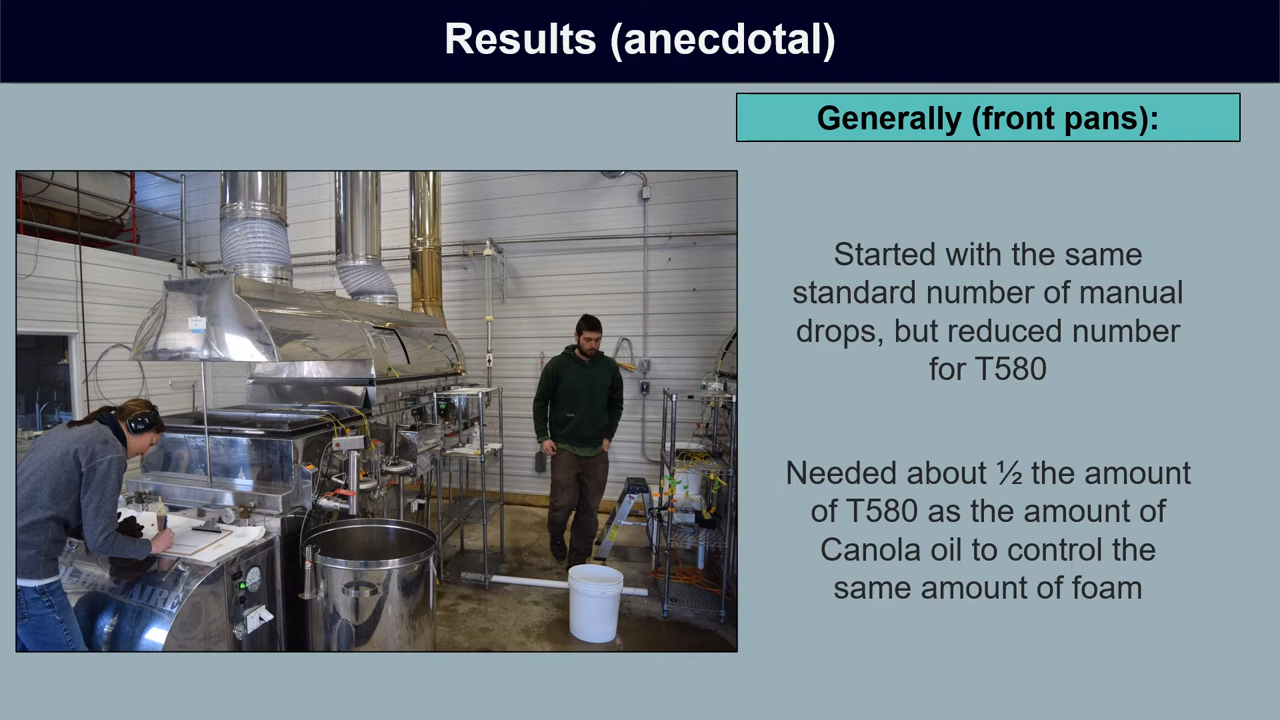 Results (anecdotal)
Generally (front pans):
Started with the same
standard number of manual
drops, but reduced number
for T580
Needed about ½ the amount
of T580 as the amount of
Canola oil to control the
same amount of foam